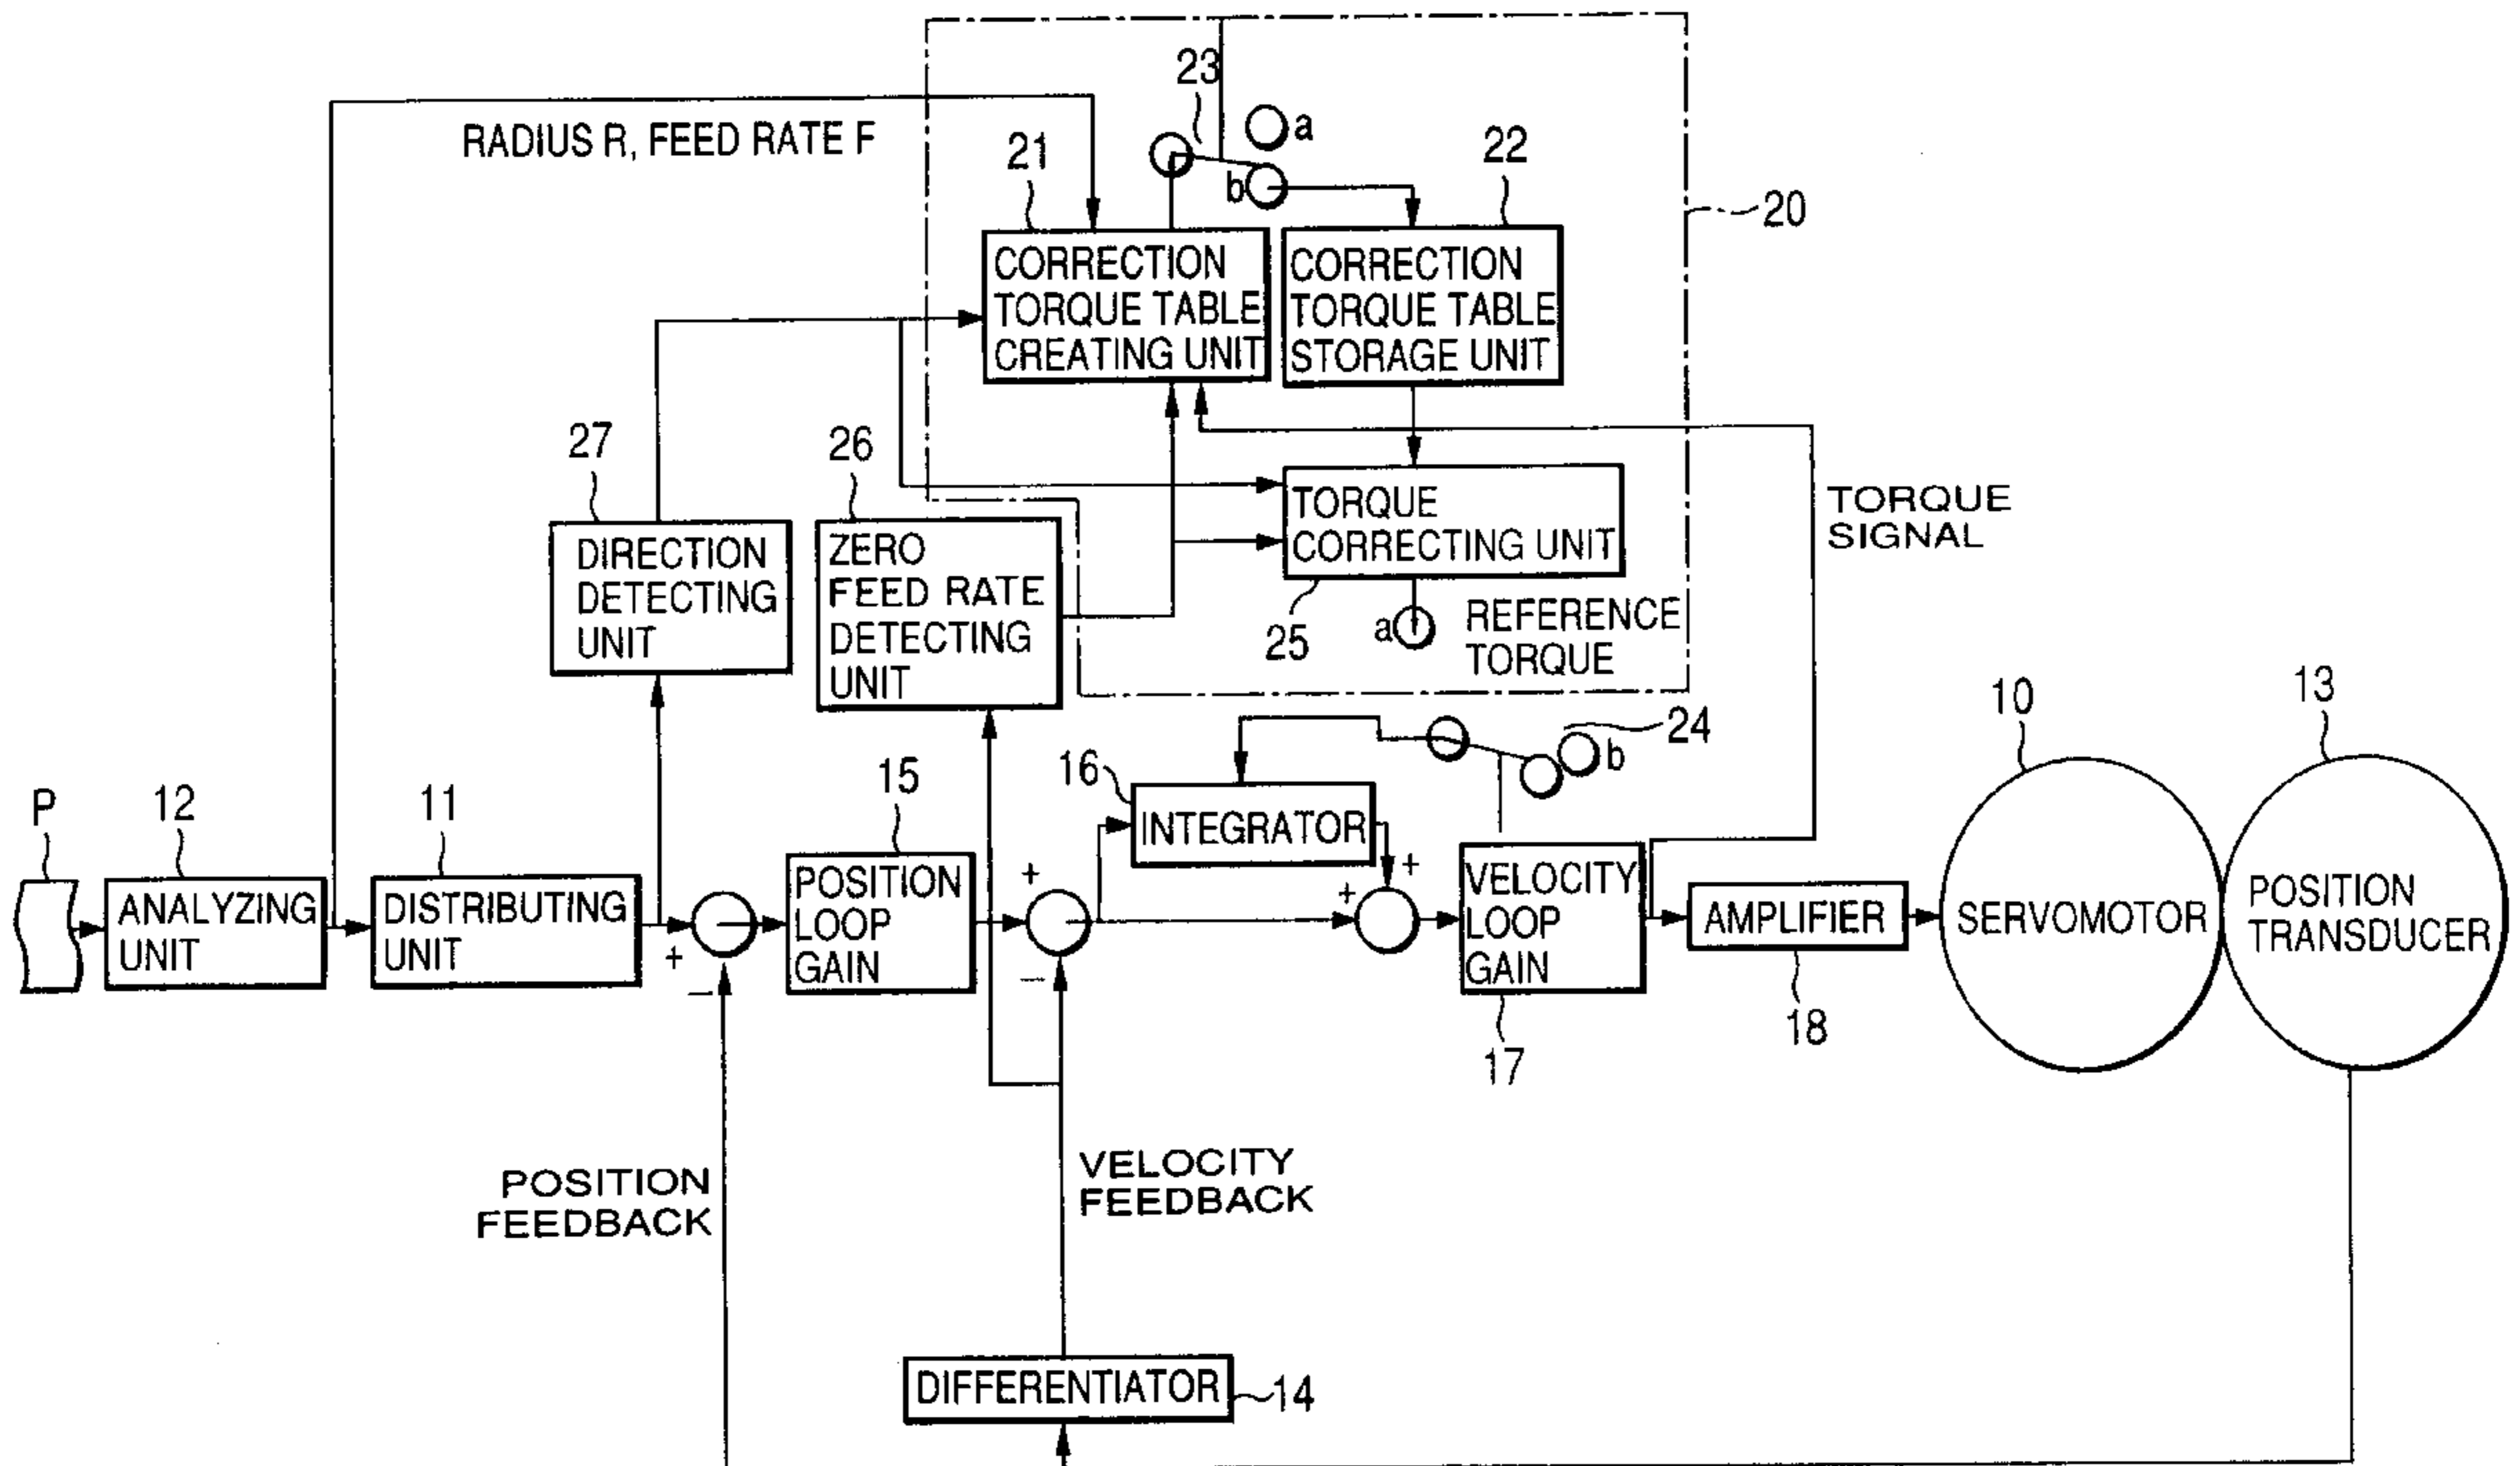 23
a
RADIUS R, FEED RATE F
21
22
b
20
CORRECTION
TORQUE TABLE
CREATING UNIT
CORRECTION
TORQUE TABLE
STORAGE UNIT
27
26
TORQUE
SIGNAL
TORQUE
CORRECTING UNIT
DIRECTION
DETECTING
UNIT
ZERO
FEED RATE
DETECTING
UNIT
25
a
REFERENCE
TORQUE
10
13
24
b
16
15
P
12
11
INTEGRATOR
+
+
+
ANALYZING
UNIT
DISTRIBUTING
UNIT
+
−
POSITION
LOOP
GAIN
−
VELOCITY
LOOP
GAIN
AMPLIFIER
SERVOMOTOR
POSITION
TRANSDUCER
18
17
POSITION
FEEDBACK
VELOCITY
FEEDBACK
DIFFERENTIATOR
14